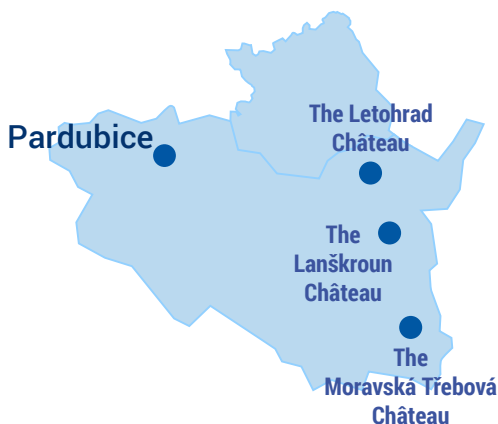 Pardubice
The Letohrad
Château
The
Lanškroun
Château
The
Moravská Třebová
Château